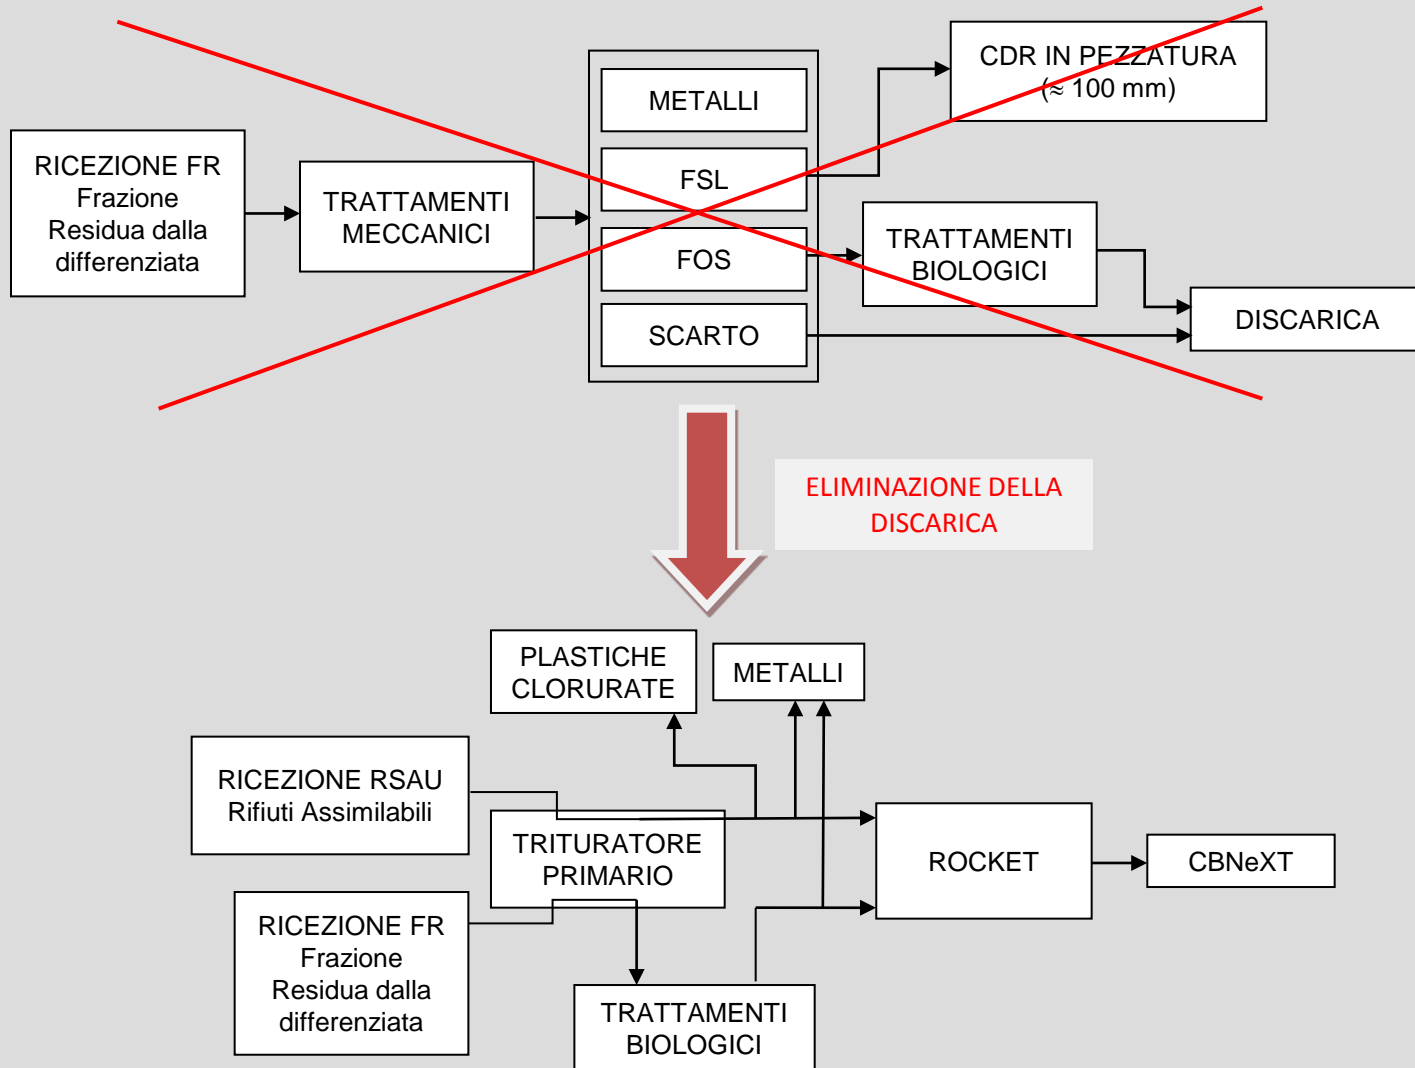 CDR IN PEZZATURA
(≈ 100 mm)
METALLI
RICEZIONE FR
Frazione
Residua dalla
differenziata
TRATTAMENTI
MECCANICI
FSL
FOS
TRATTAMENTI
BIOLOGICI
SCARTO
DISCARICA
ELIMINAZIONE DELLA
DISCARICA
PLASTICHE
CLORURATE
METALLI
RICEZIONE RSAU
Rifiuti Assimilabili
TRITURATORE
PRIMARIO
ROCKET
CBNeXT
RICEZIONE FR
Frazione
Residua dalla
differenziata
TRATTAMENTI
BIOLOGICI